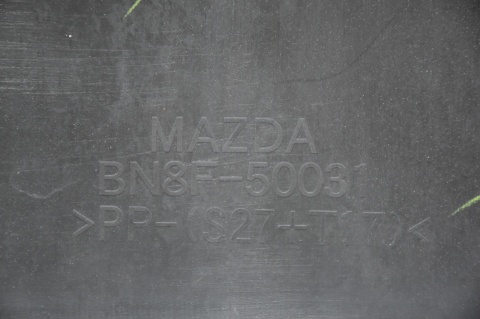 MAZDA
BN8F-50031
>PP-(S27+T17)<